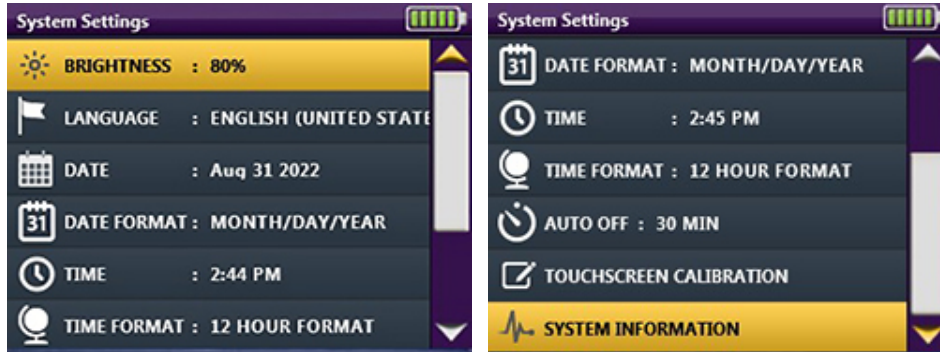 System Settings
BRIGHTNESS : 80%
LANGUAGE : ENGLISH (UNITED STATE
DATE : Aug 31 2022
31 DATE FORMAT : MONTH/DAY/YEAR
TIME : 2:44 PM
TIME FORMAT : 12 HOUR FORMAT
System Settings
31 DATE FORMAT : MONTH/DAY/YEAR
TIME : 2:45 PM
TIME FORMAT : 12 HOUR FORMAT
AUTO OFF : 30 MIN
TOUCHSCREEN CALIBRATION
SYSTEM INFORMATION